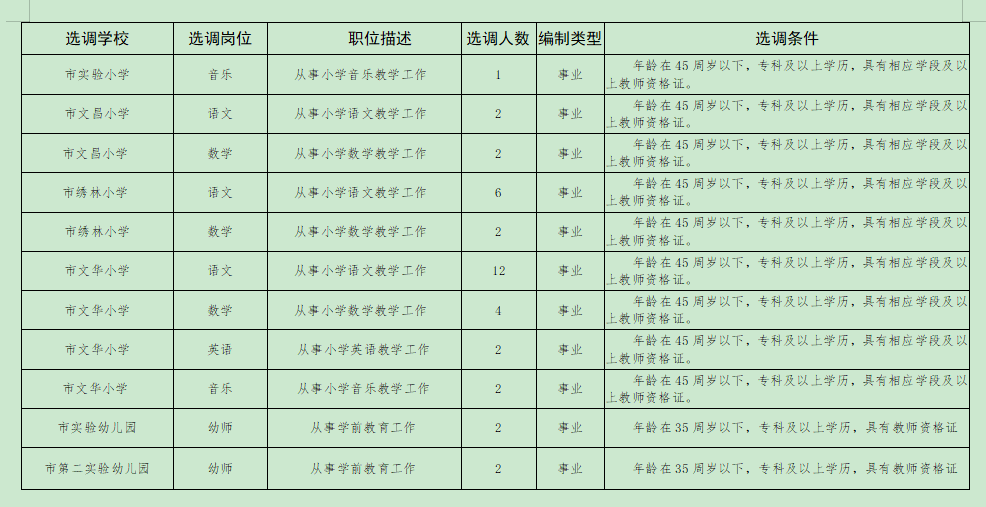 选调学校 选调岗位 职位描述 选调人数 编制类型 选调条件
市实验小学 音乐 从事小学音乐教学工作 1 事业 年龄在 45 周岁以下，专科及以上学历，具有相应学段及以
上教师资格证。
市文昌小学 语文 从事小学语文教学工作 2 事业 年龄在 45 周岁以下，专科及以上学历，具有相应学段及以
上教师资格证。
市文昌小学 数学 从事小学数学教学工作 2 事业 年龄在 45 周岁以下，专科及以上学历，具有相应学段及以
上教师资格证。
市绣林小学 语文 从事小学语文教学工作 6 事业 年龄在 45 周岁以下，专科及以上学历，具有相应学段及以
上教师资格证。
市绣林小学 数学 从事小学数学教学工作 2 事业 年龄在 45 周岁以下，专科及以上学历，具有相应学段及以
上教师资格证。
市文华小学 语文 从事小学语文教学工作 12 事业 年龄在 45 周岁以下，专科及以上学历，具有相应学段及以
上教师资格证。
市文华小学 数学 从事小学数学教学工作 4 事业 年龄在 45 周岁以下，专科及以上学历，具有相应学段及以
上教师资格证。
市文华小学 英语 从事小学英语教学工作 2 事业 年龄在 45 周岁以下，专科及以上学历，具有相应学段及以
上教师资格证。
市文华小学 音乐 从事小学音乐教学工作 2 事业 年龄在 45 周岁以下，专科及以上学历，具有相应学段及以
上教师资格证。
市实验幼儿园 幼师 从事学前教育工作 2 事业 年龄在 35 周岁以下，专科及以上学历，具有教师资格证
市第二实验幼儿园 幼师 从事学前教育工作 2 事业 年龄在 35 周岁以下，专科及以上学历，具有教师资格证